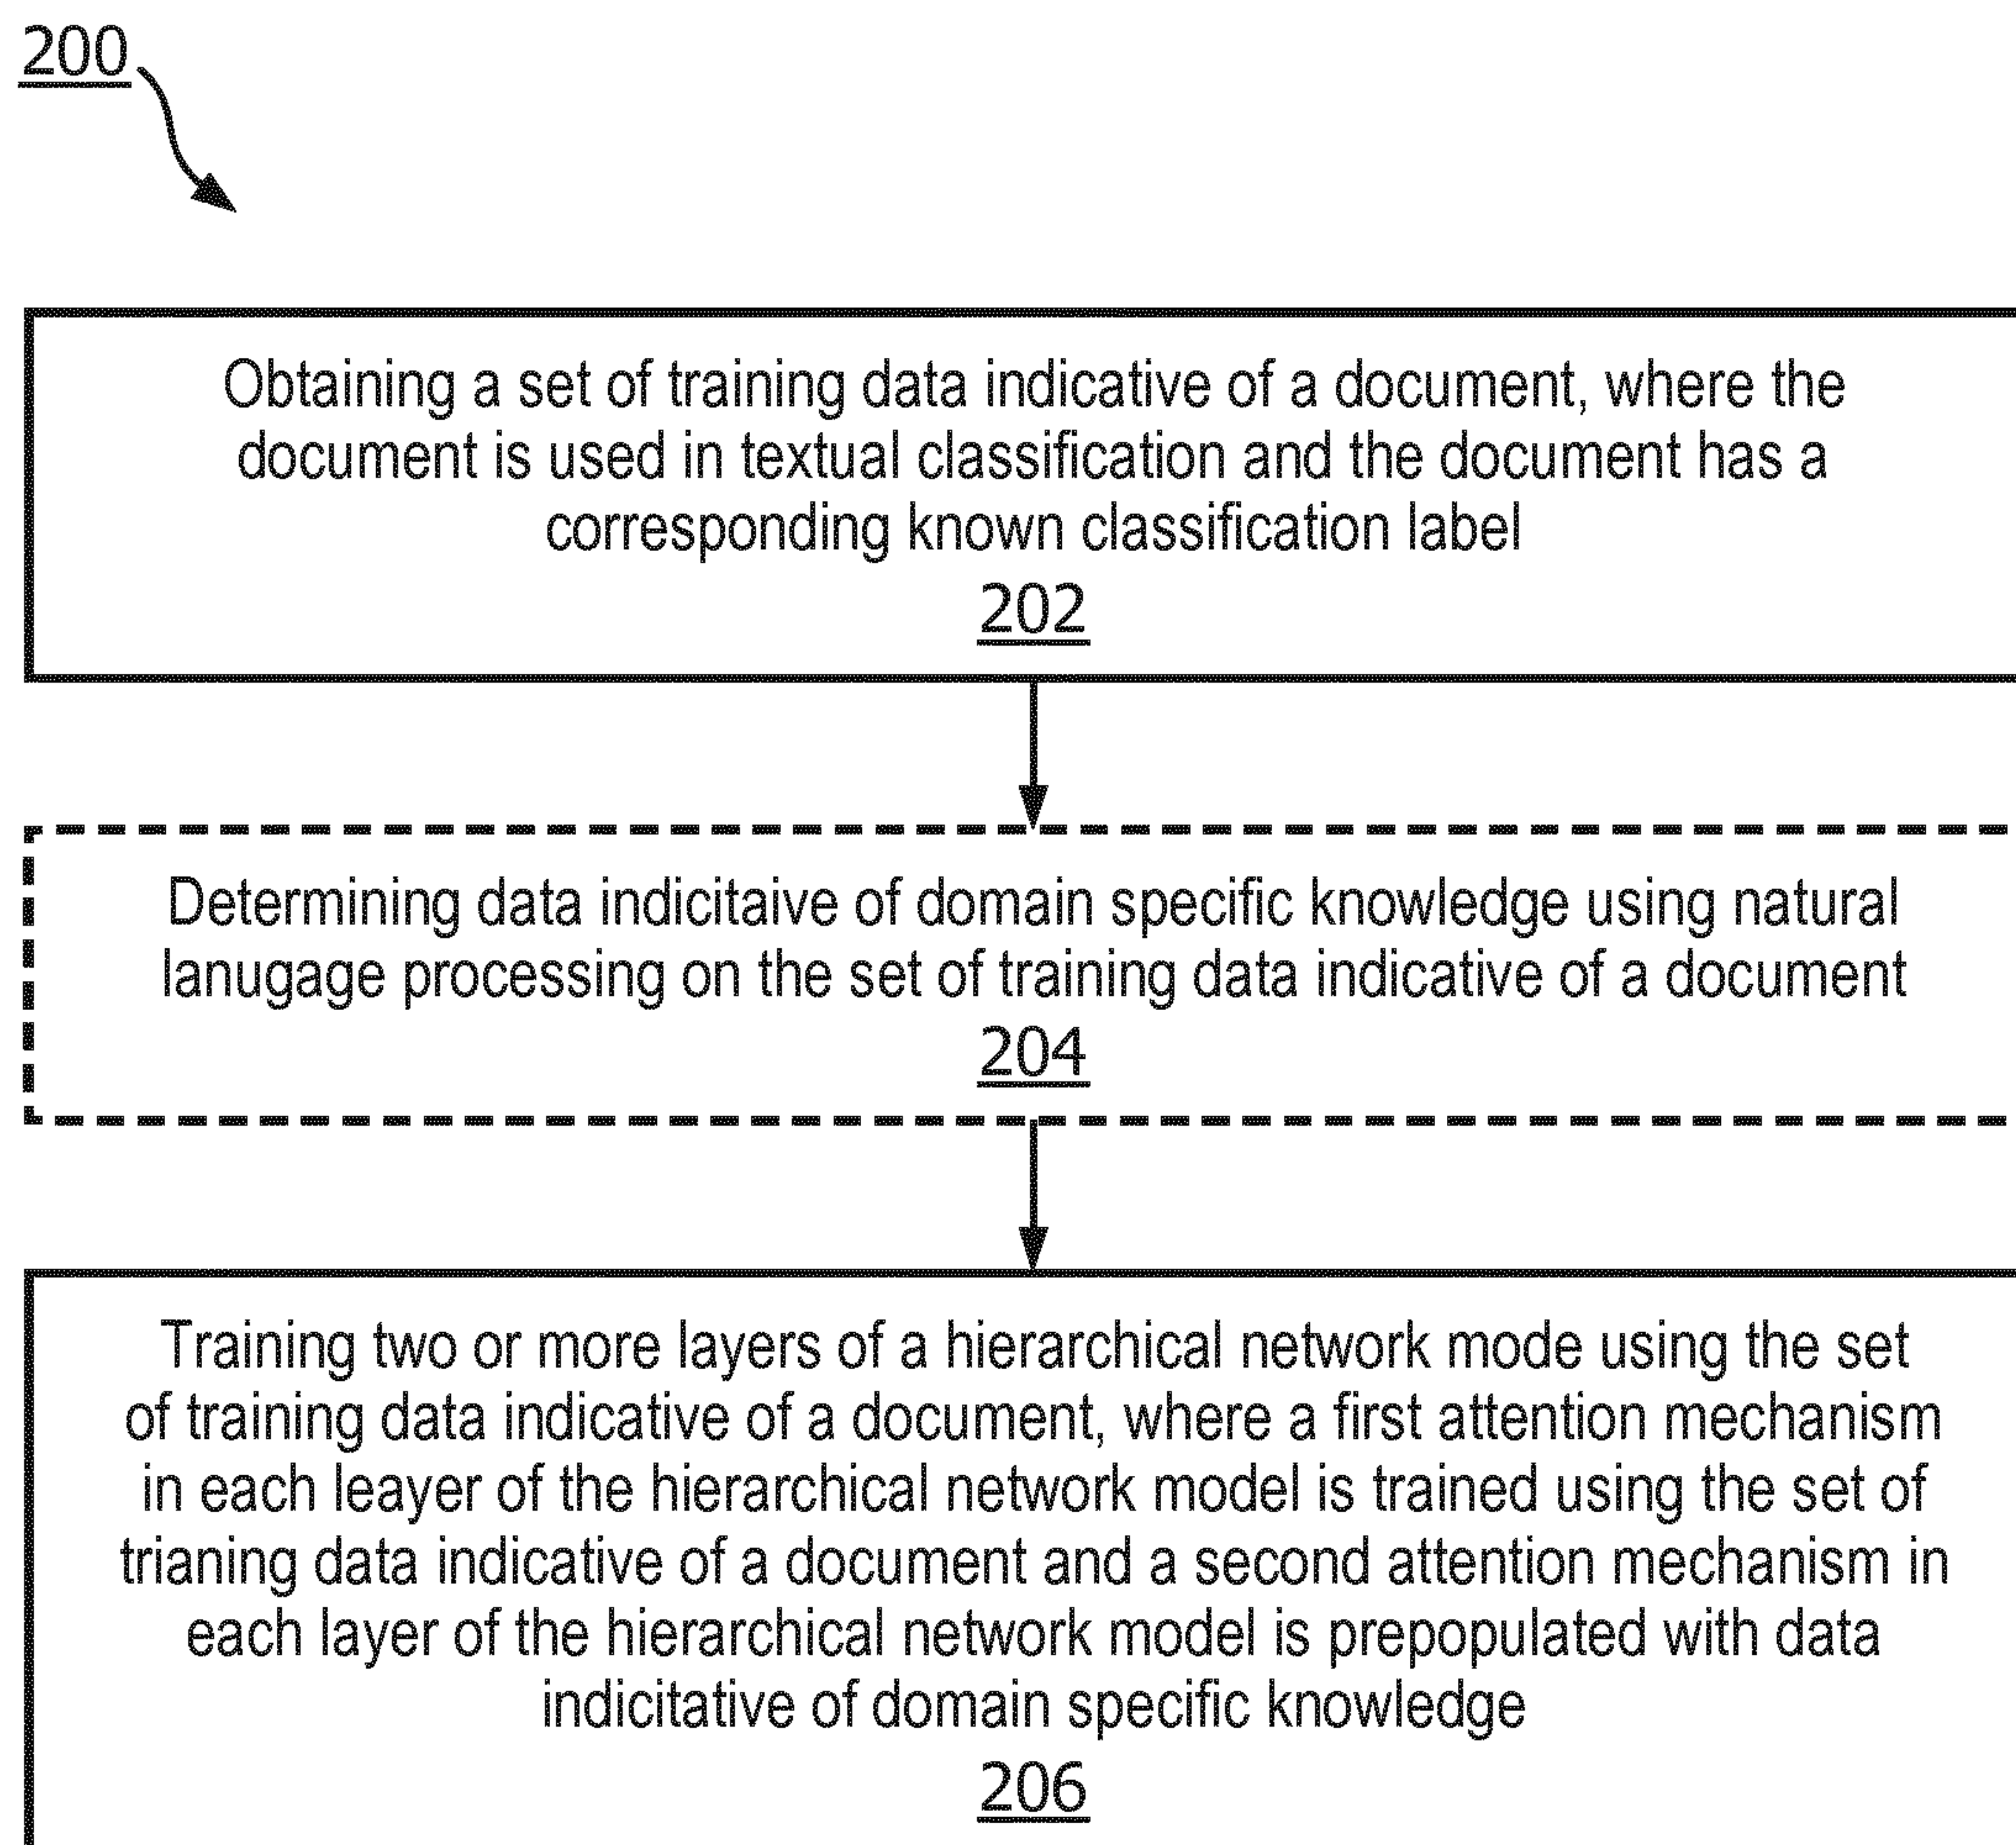 200
Obtaining a set of training data indicative of a document, where the
document is used in textual classification and the document has a
corresponding known classification label
202
Determining data indicitaive of domain specific knowledge using natural
lanugage processing on the set of training data indicative of a document
204
Training two or more layers of a hierarchical network mode using the set
of training data indicative of a document, where a first attention mechanism
in each leayer of the hierarchical network model is trained using the set of
trianing data indicative of a document and a second attention mechanism in
each layer of the hierarchical network model is prepopulated with data
indicitative of domain specific knowledge
206